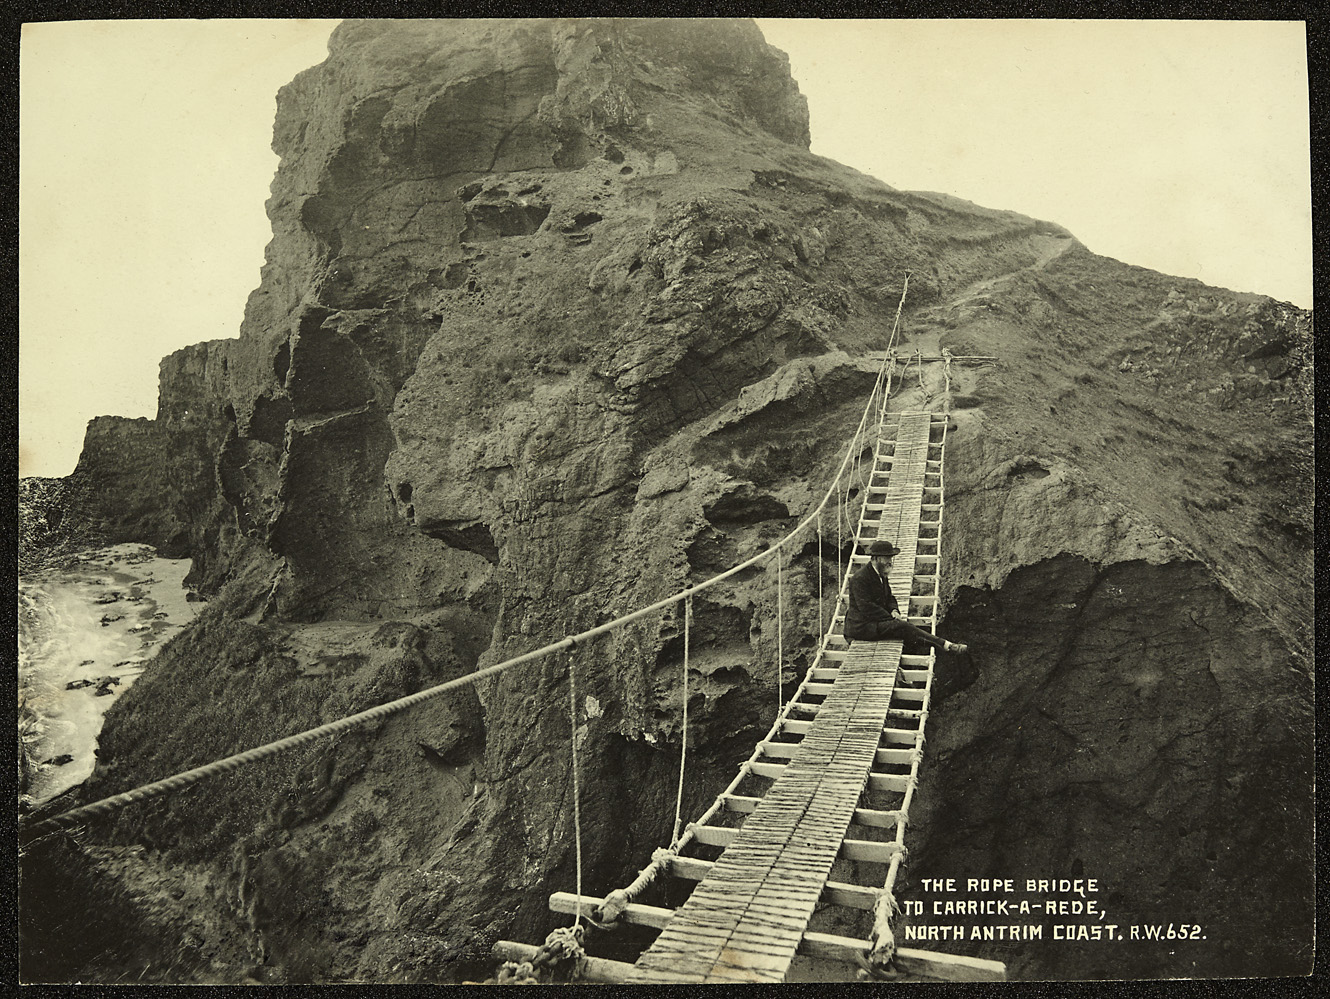 THE ROPE BRIDGE
TO CARRICK-A-REDE,
NORTH ANTRIM COAST. R.W.652.